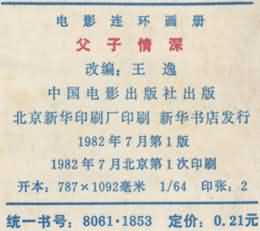 电影连环画册
父子情深
改编：王逸
中国电影出版社出版
北京新华印刷厂印刷 新华书店发行
1982年7月第1版
1982年7月北京第1次印刷
开本：787×1092毫米 1/64 印张：2
统一书号：8061·1853 定价：0.21元